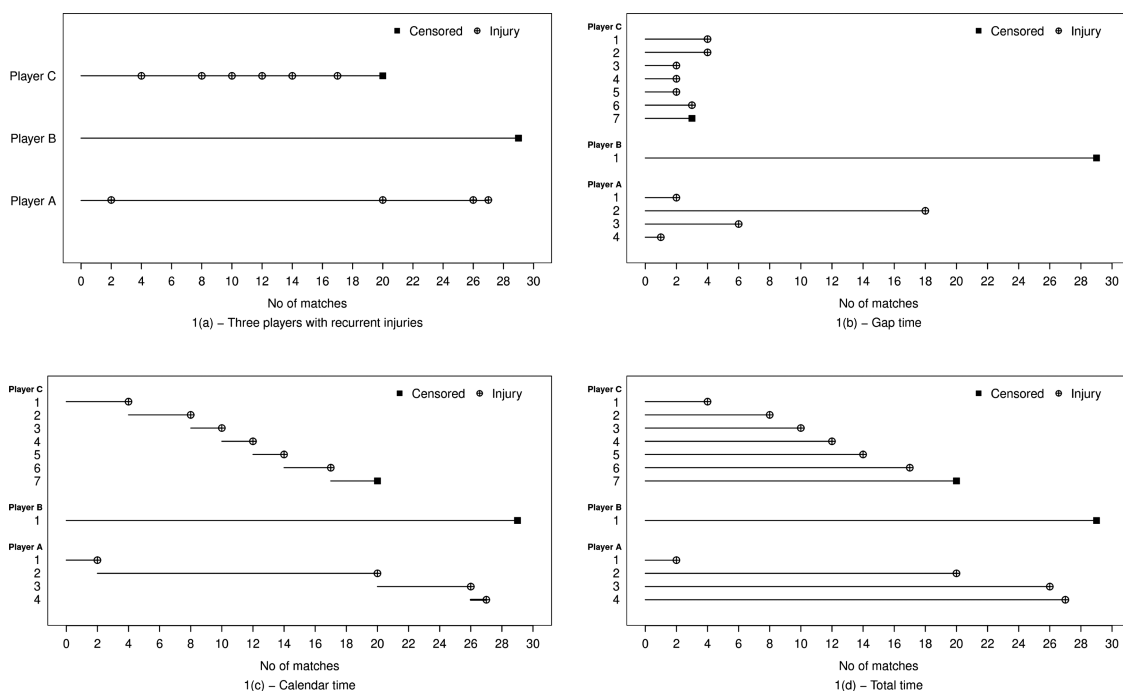 ■ Censored ⊕ Injury
Player C
Player B
Player A
0 2 4 6 8 10 12 14 16 18 20 22 24 26 28 30
No of matches
1(a) – Three players with recurrent injuries
■ Censored ⊕ Injury
Player C
1
2
3
4
5
6
7
Player B
1
Player A
1
2
3
4
0 2 4 6 8 10 12 14 16 18 20 22 24 26 28 30
No of matches
1(b) – Gap time
■ Censored ⊕ Injury
Player C
1
2
3
4
5
6
7
Player B
1
Player A
1
2
3
4
0 2 4 6 8 10 12 14 16 18 20 22 24 26 28 30
No of matches
1(c) – Calendar time
■ Censored ⊕ Injury
Player C
1
2
3
4
5
6
7
Player B
1
Player A
1
2
3
4
0 2 4 6 8 10 12 14 16 18 20 22 24 26 28 30
No of matches
1(d) – Total time